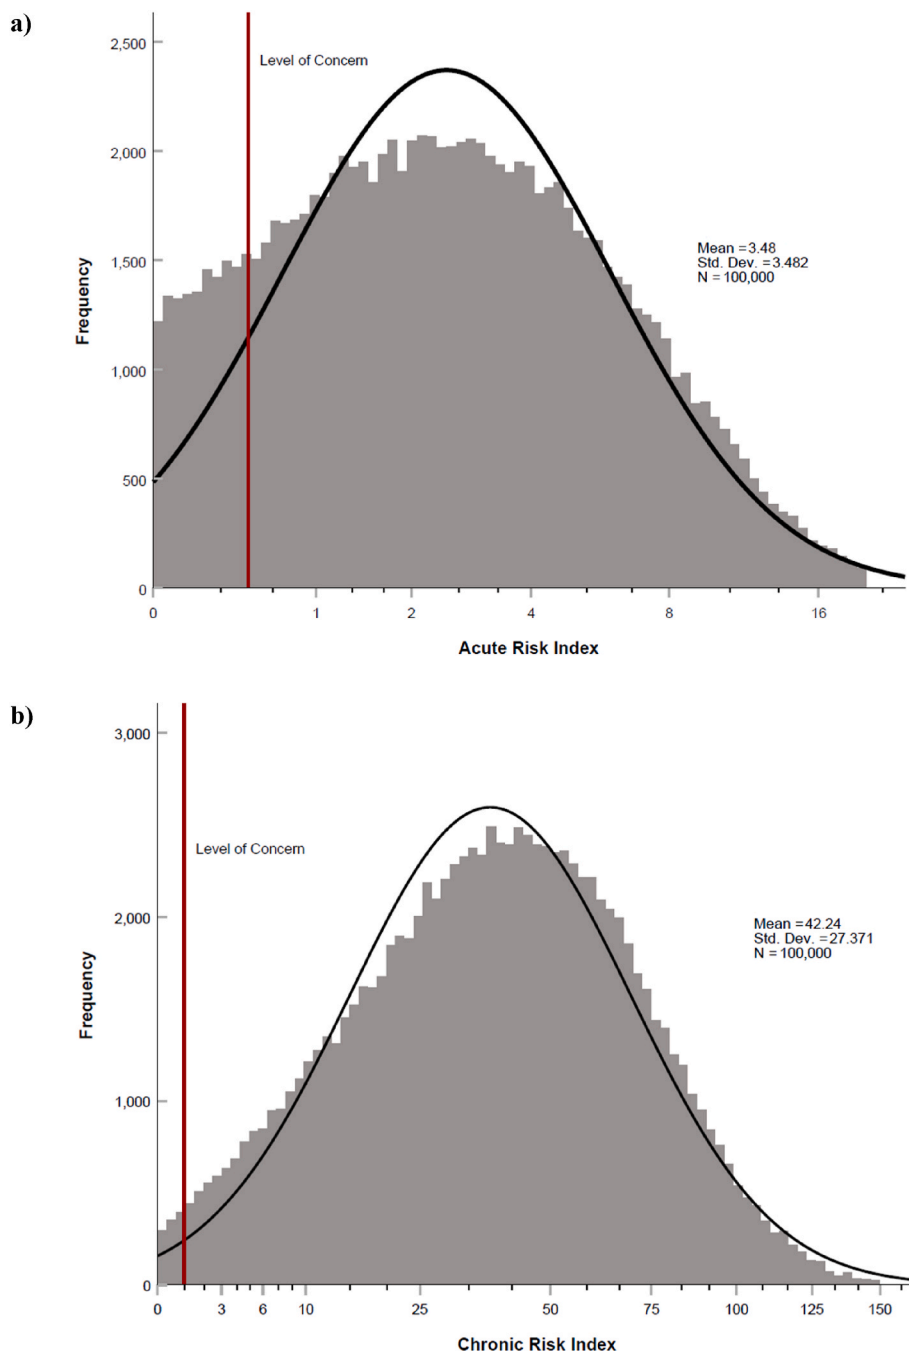 a)
2,500
Level of Concern
2,000
Mean =3.48
Std. Dev. =3.482
N = 100,000
1,500
Frequency
1,000
500
0
0 1 2 4 8 16
Acute Risk Index
b)
3,000
Level of Concern
2,000
Mean =42.24
Std. Dev. =27.371
N = 100,000
Frequency
1,000
0
0 3 6 10 25 50 75 100 125 150
Chronic Risk Index